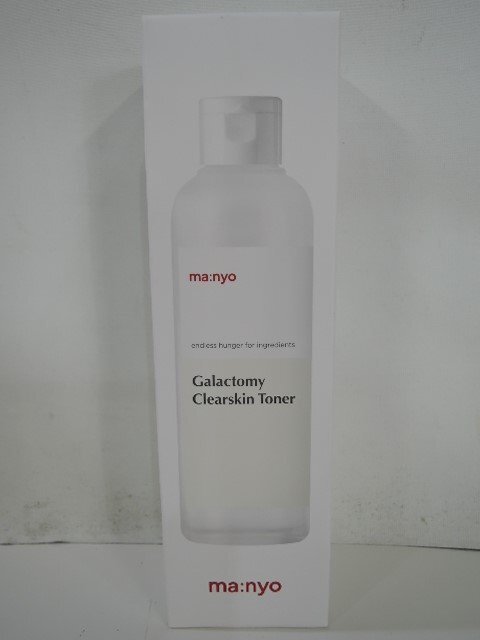 ma:nyo
endless hunger for ingredients
Galactomy
Clearskin Toner
ma:nyo